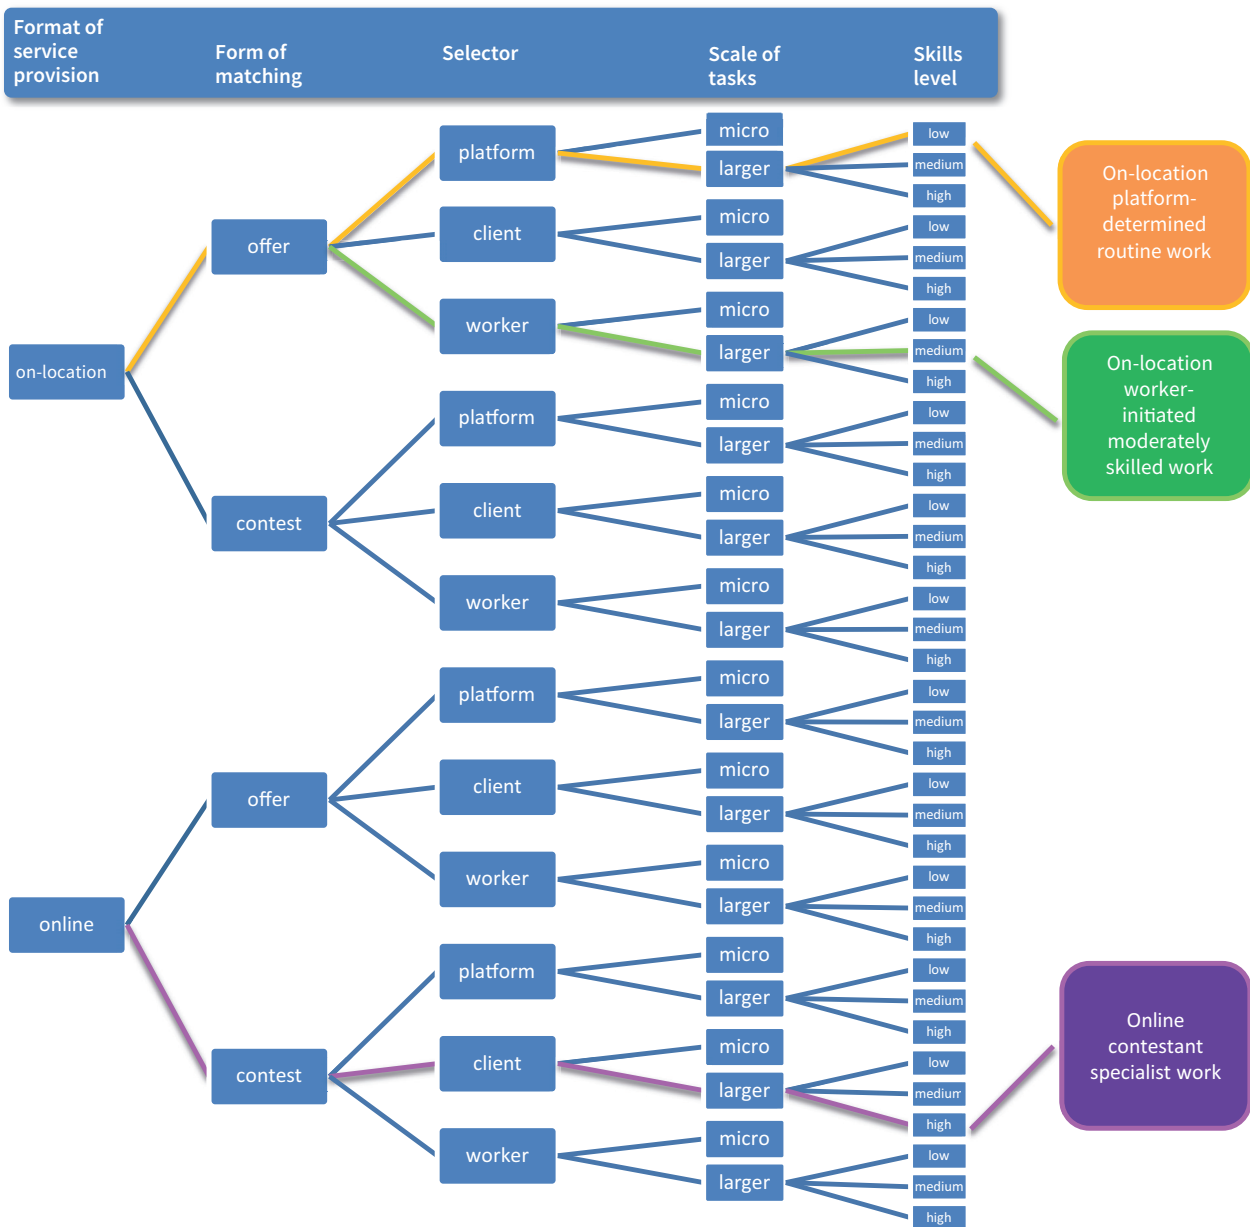 Format of
service
provision
Form of
matching
Selector
Scale of
tasks
Skills
level
on-location
offer
platform
micro
larger
low
medium
high
client
micro
larger
low
medium
high
worker
micro
larger
low
medium
high
contest
platform
micro
larger
low
medium
high
client
micro
larger
low
medium
high
worker
micro
larger
low
medium
high
online
offer
platform
micro
larger
low
medium
high
client
micro
larger
low
medium
high
worker
micro
larger
low
medium
high
contest
platform
micro
larger
low
medium
high
client
micro
larger
low
medium
high
worker
micro
larger
low
medium
high
On-location
platform-
determined
routine work
On-location
worker-
initiated
moderately
skilled work
Online
contestant
specialist work